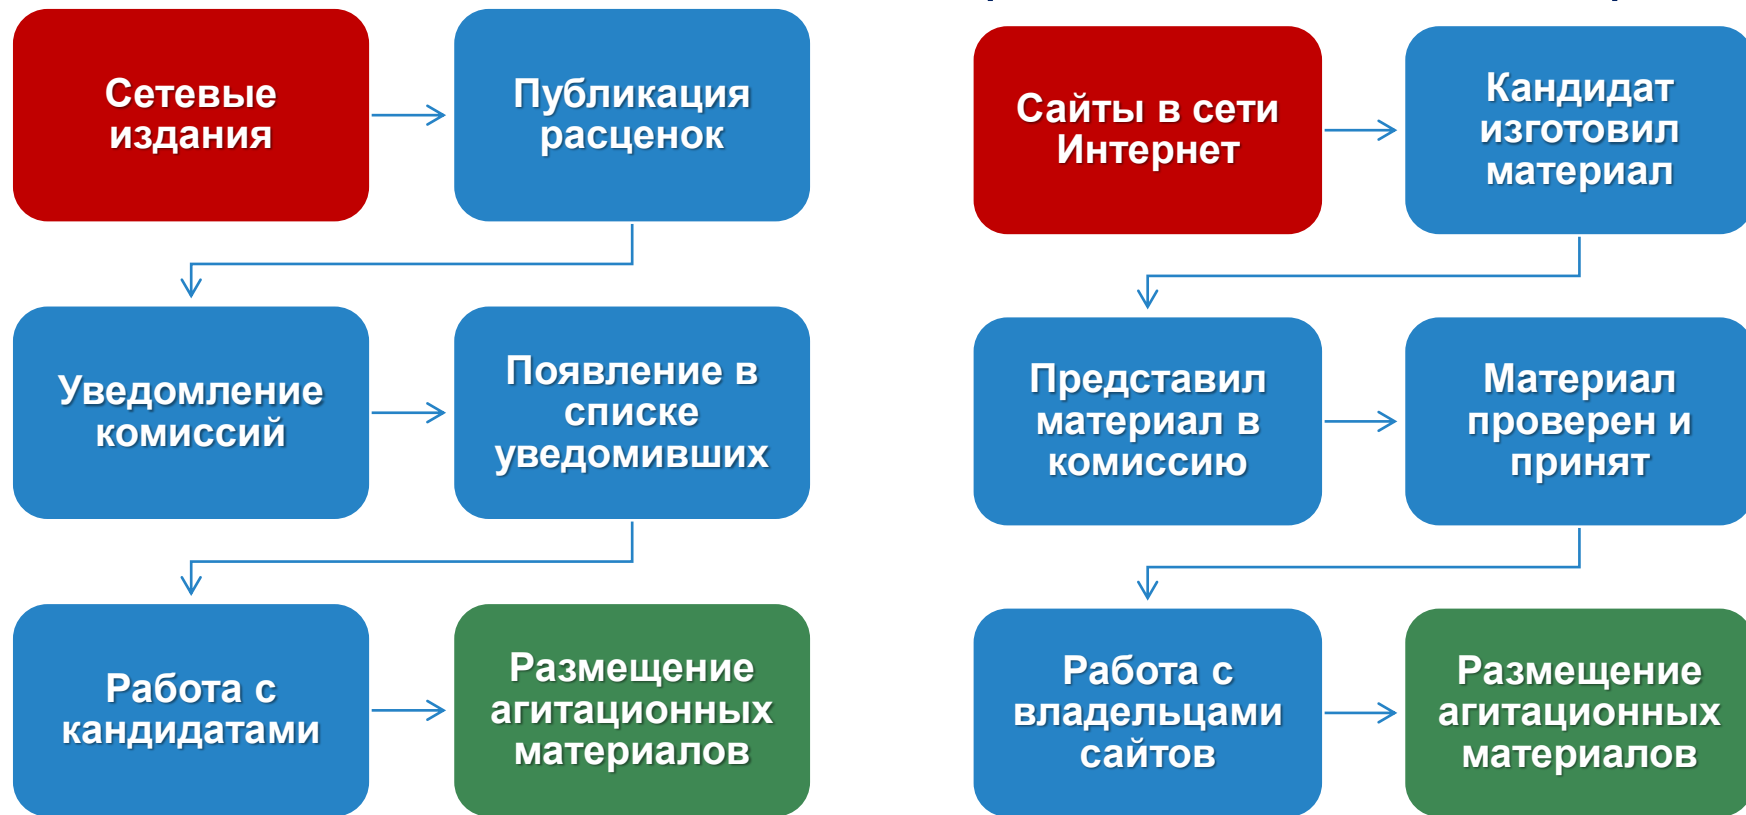 Сетевые
издания
Публикация
расценок
Уведомление
комиссий
Появление в
списке
уведомивших
Работа с
кандидатами
Размещение
агитационных
материалов
Сайты в сети
Интернет
Кандидат
изготовил
материал
Представил
материал в
комиссию
Материал
проверен и
принят
Работа с
владельцами
сайтов
Размещение
агитационных
материалов